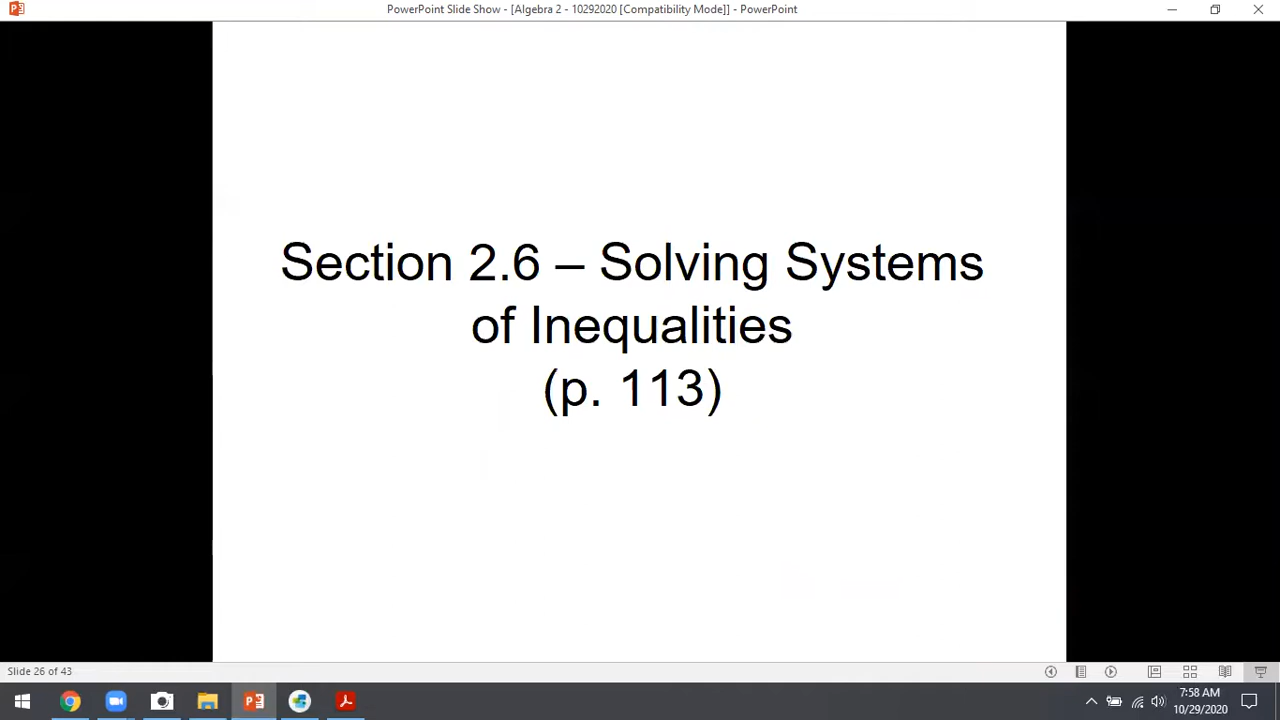 PowerPoint Slide Show - [Algebra 2 - 10292020 [Compatibility Mode]] - PowerPoint
Section 2.6 – Solving Systems
of Inequalities
(p. 113)
Slide 26 of 43
7:58 AM
10/29/2020